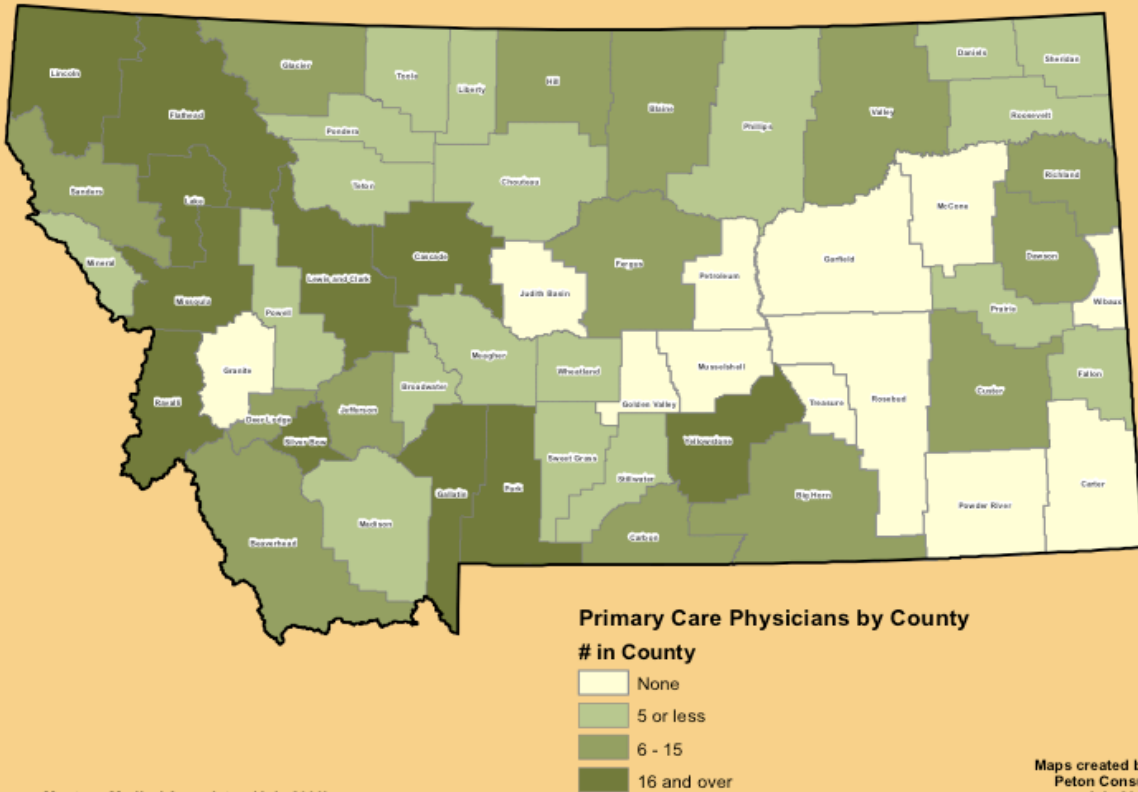 Lincoln
Flathead
Glacier
Toole
Liberty
Hill
Blaine
Phillips
Valley
Daniels
Sheridan
Roosevelt
Pondera
Teton
Chouteau
Sanders
Lake
McCone
Richland
Mineral
Missoula
Powell
Lewis and Clark
Cascade
Judith Basin
Fergus
Petroleum
Garfield
Dawson
Wibaux
Prairie
Granite
Ravalli
Deer Lodge
Silver Bow
Jefferson
Broadwater
Meagher
Wheatland
Golden Valley
Musselshell
Treasure
Rosebud
Custer
Fallon
Yellowstone
Sweet Grass
Stillwater
Big Horn
Powder River
Carter
Beaverhead
Madison
Gallatin
Park
Carbon
Primary Care Physicians by County
# in County
None
5 or less
6 - 15
16 and over
Maps created b
Peton Cons